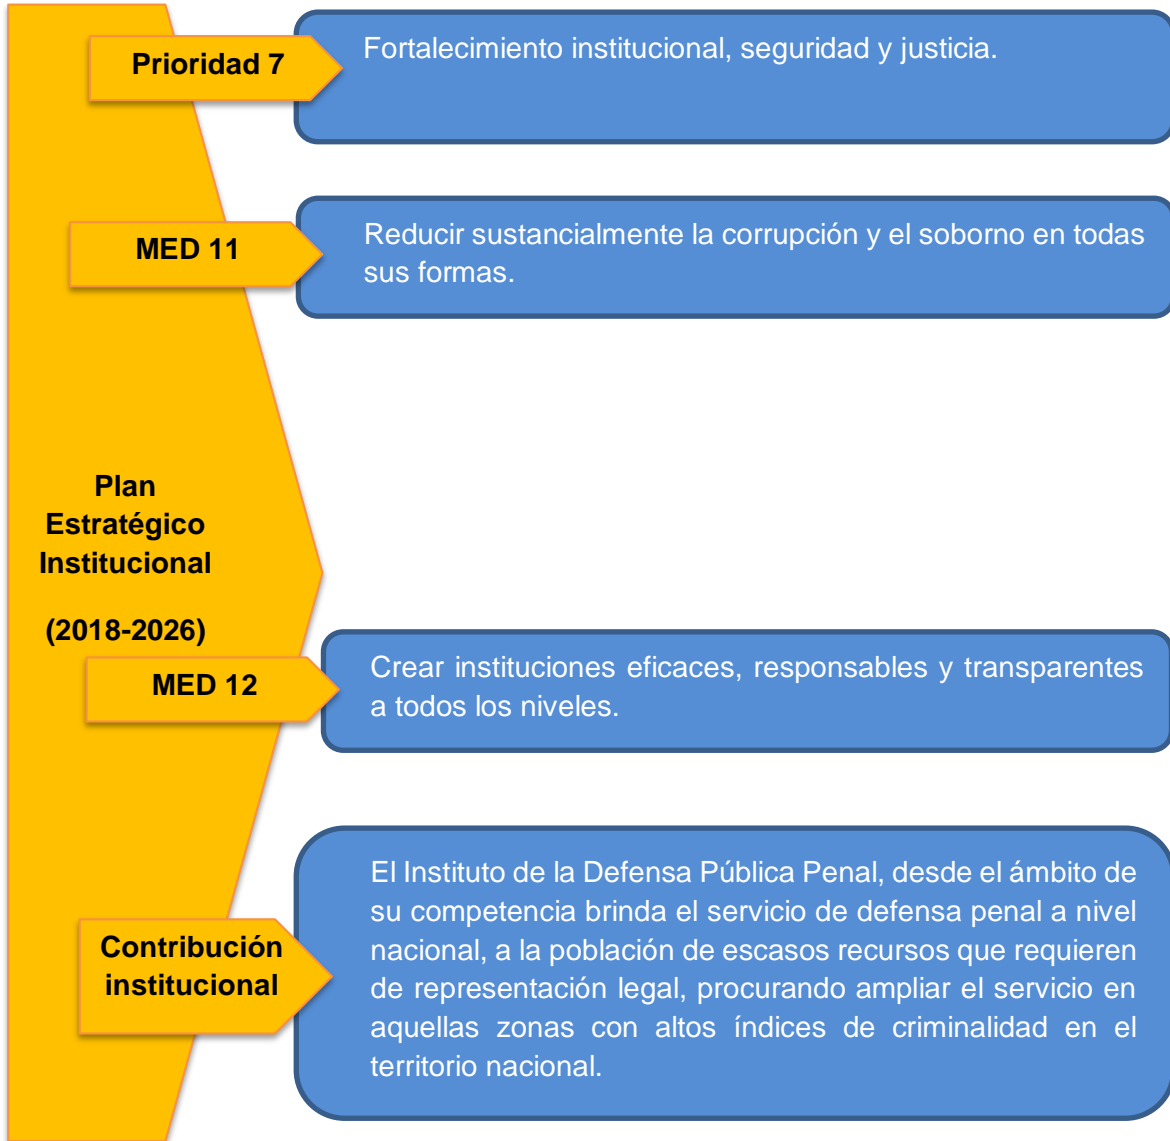 Prioridad 7
Fortalecimiento institucional, seguridad y justicia.
MED 11
Reducir sustancialmente la corrupción y el soborno en todas
sus formas.
Plan
Estratégico
Institucional
(2018-2026)
MED 12
Crear instituciones eficaces, responsables y transparentes
a todos los niveles.
Contribución
institucional
El Instituto de la Defensa Pública Penal, desde el ámbito de
su competencia brinda el servicio de defensa penal a nivel
nacional, a la población de escasos recursos que requieren
de representación legal, procurando ampliar el servicio en
aquellas zonas con altos índices de criminalidad en el
territorio nacional.